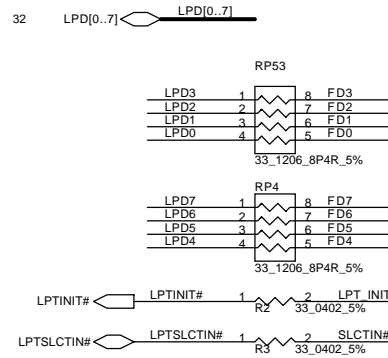 32 LPD[0..7] LPD[0..7]
RP53
LPD3 1 8 FD3
LPD2 2 7 FD2
LPD1 3 6 FD1
LPD0 4 5 FD0
33_1206_8P4R_5%
RP4
LPD7 1 8 FD7
LPD6 2 7 FD6
LPD5 3 6 FD5
LPD4 4 5 FD4
33_1206_8P4R_5%
LPTINIT# LPTINIT# 1 2 LPT_INIT
R2 33_0402_5%
LPTSLCTIN# LPTSLCTIN# 1 2 SLCTIN#
R3 33_0402_5%